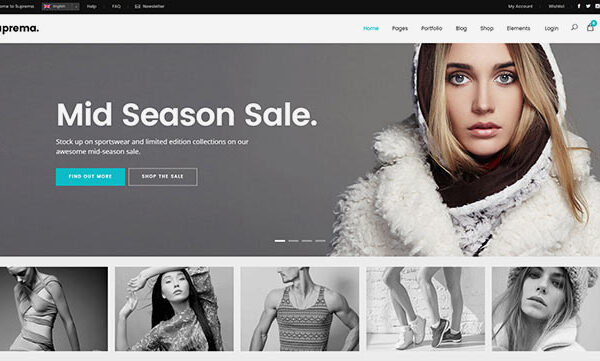 come to Suprema English Help FAQ Newsletter My Account Wishlist
uprema. Home Pages Portfolio Blog Shop Elements Login
Mid Season Sale.
Stock up on sportswear and limited edition collections on our
awesome mid-season sale.
FIND OUT MORE SHOP THE SALE